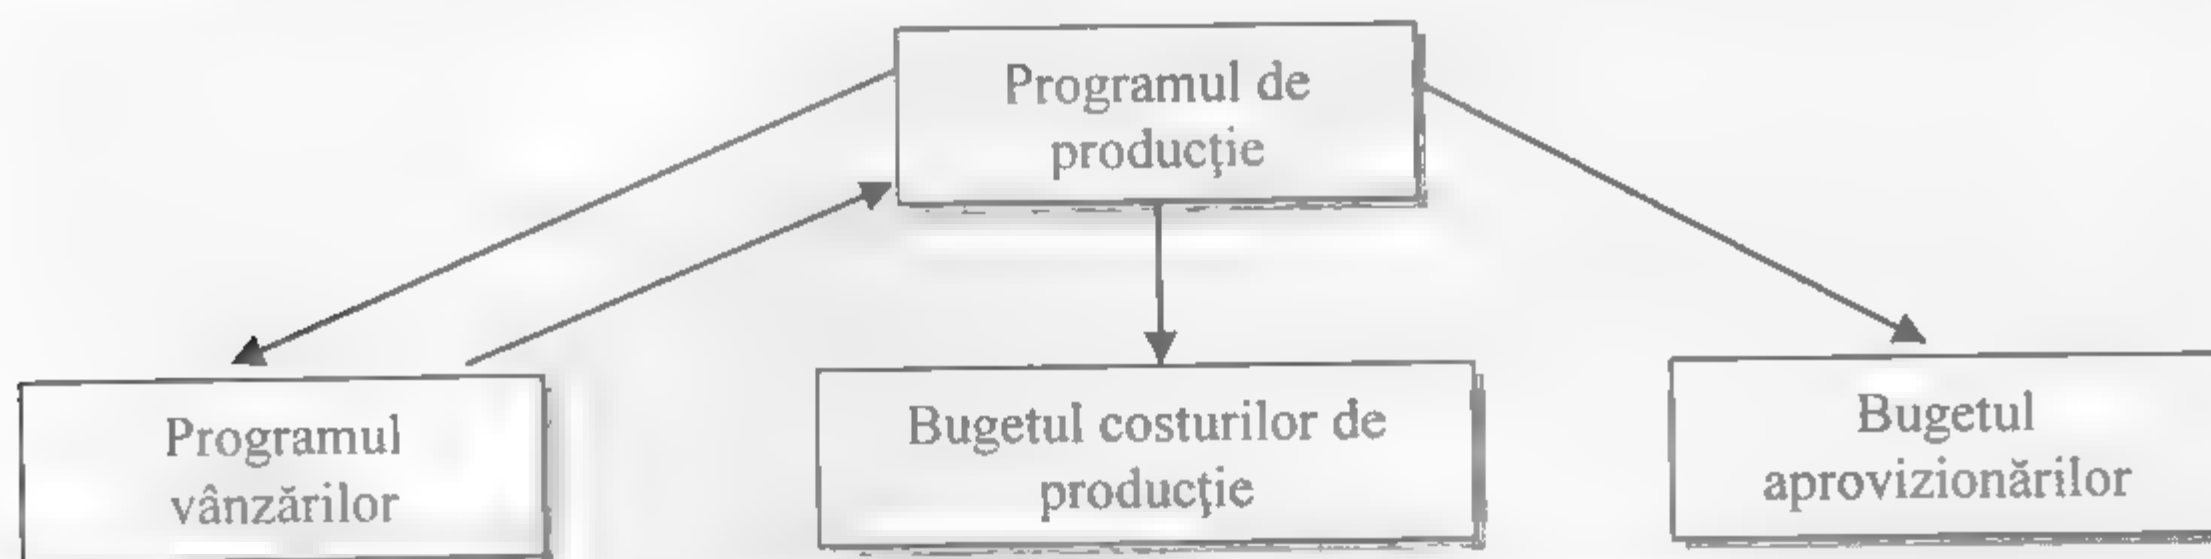 Programul de
producţie
Programul
vânzărilor
Bugetul costurilor de
producţie
Bugetul
aprovizionărilor